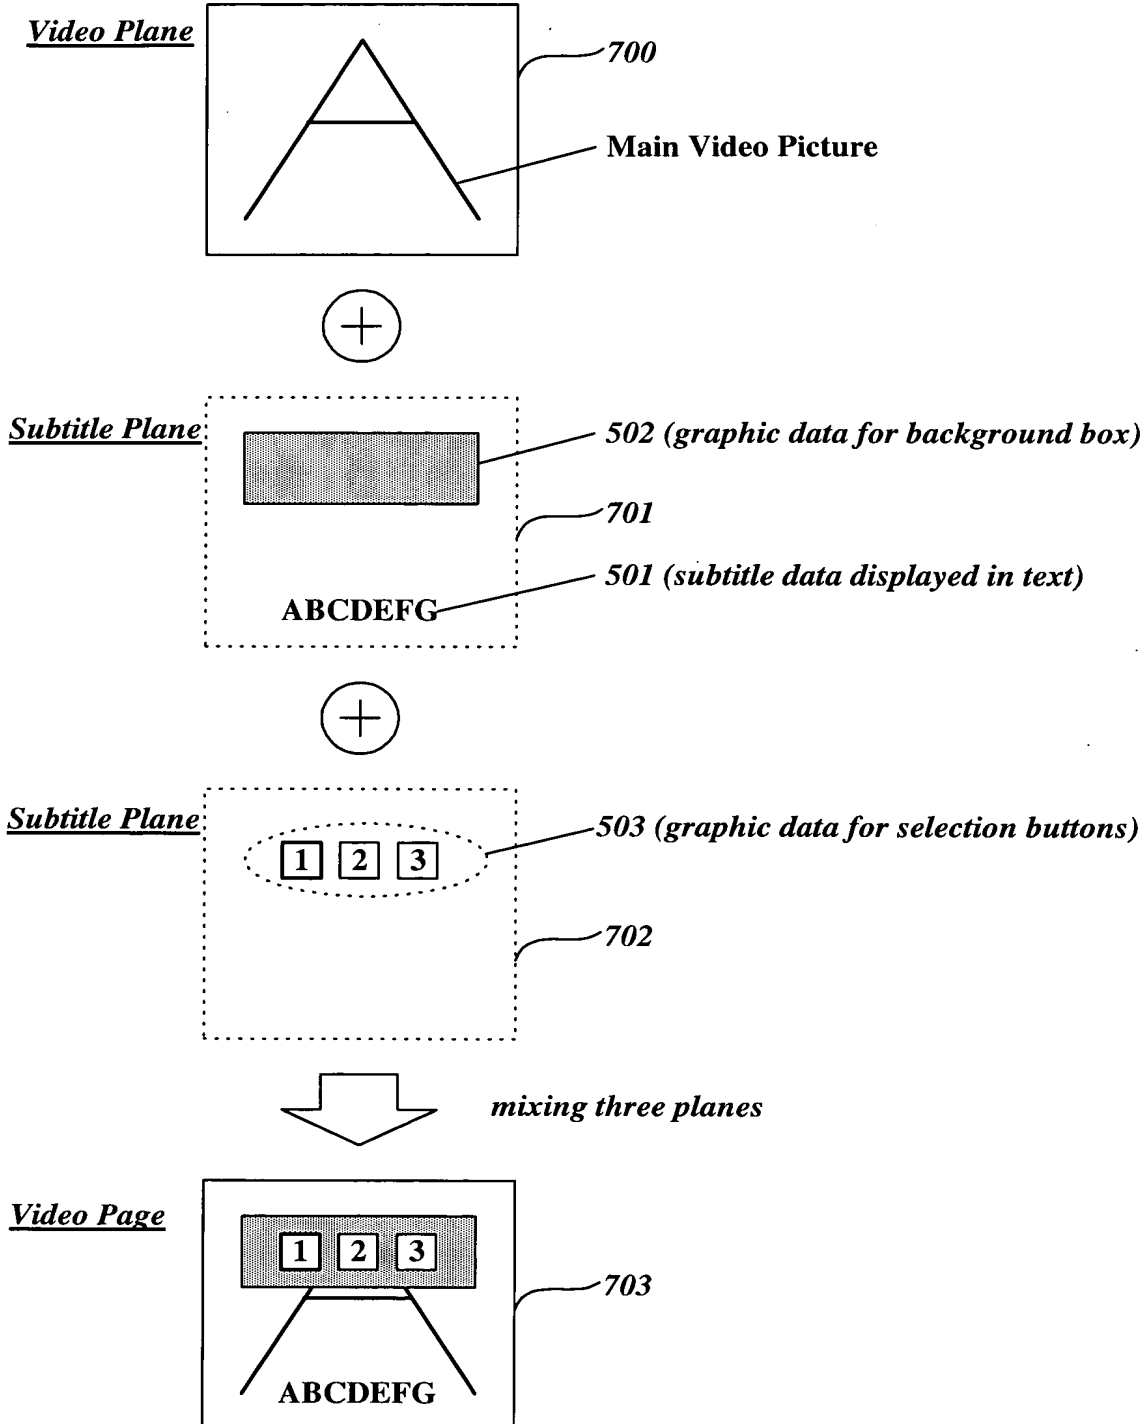 Video Plane
700
Main Video Picture
Subtitle Plane
502 (graphic data for background box)
701
501 (subtitle data displayed in text)
ABCDEFG
Subtitle Plane
503 (graphic data for selection buttons)
1 2 3
702
mixing three planes
Video Page
1 2 3
703
ABCDEFG